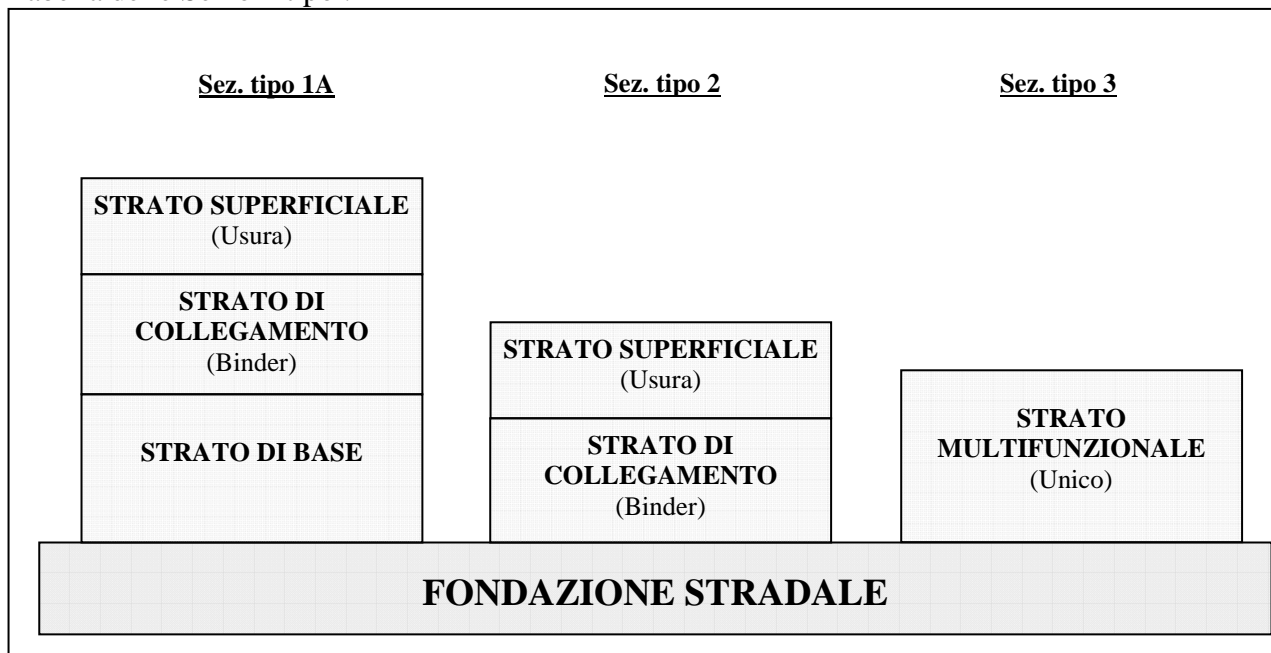 Sez. tipo 1A
Sez. tipo 2
Sez. tipo 3
STRATO SUPERFICIALE
(Usura)
STRATO DI
COLLEGAMENTO
(Binder)
STRATO DI BASE
STRATO SUPERFICIALE
(Usura)
STRATO DI
COLLEGAMENTO
(Binder)
STRATO
MULTIFUNZIONALE
(Unico)
FONDAZIONE STRADALE